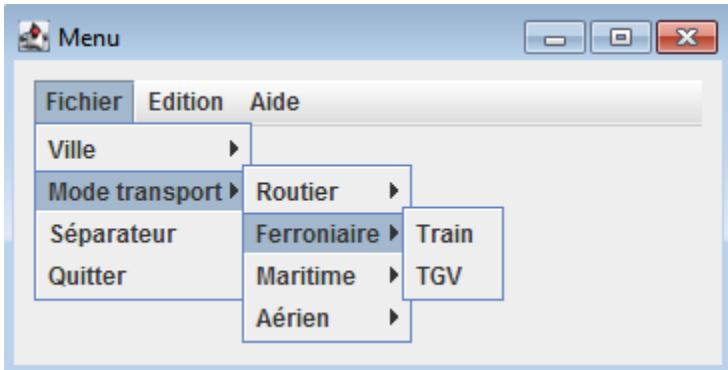 Menu
Fichier Edition Aide
Ville
Mode transport
Séparateur
Quitter
Routier
Ferroniaire
Maritime
Aérien
Train
TGV